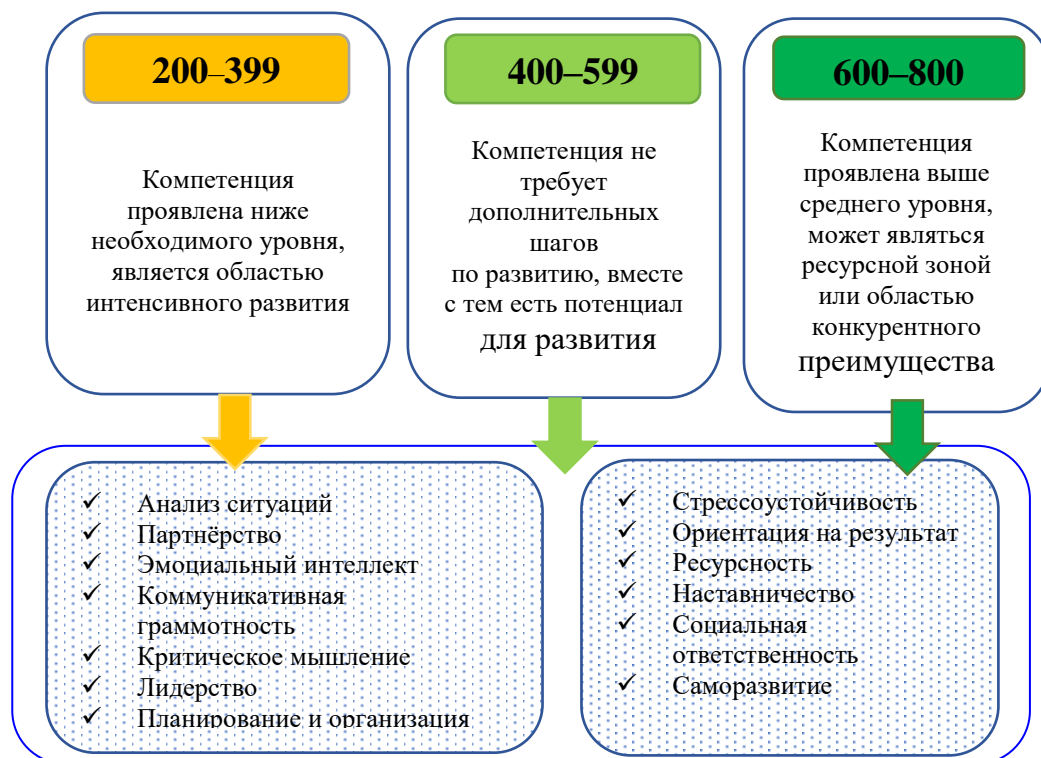 200–399
Компетенция
проявлена ниже
необходимого уровня,
является областью
интенсивного развития
400–599
Компетенция не
требует
дополнительных
шагов
по развитию, вместе
с тем есть потенциал
для развития
600–800
Компетенция
проявлена выше
среднего уровня,
может являться
ресурсной зоной
или областью
конкурентного
преимущества
✓ Анализ ситуаций
✓ Партнёрство
✓ Эмоциальный интеллект
✓ Коммуникативная
граммотность
✓ Критическое мышление
✓ Лидерство
✓ Планирование и организация
✓ Стрессоустойчивость
✓ Ориентация на результат
✓ Ресурсность
✓ Наставничество
✓ Социальная
ответственность
✓ Саморазвитие